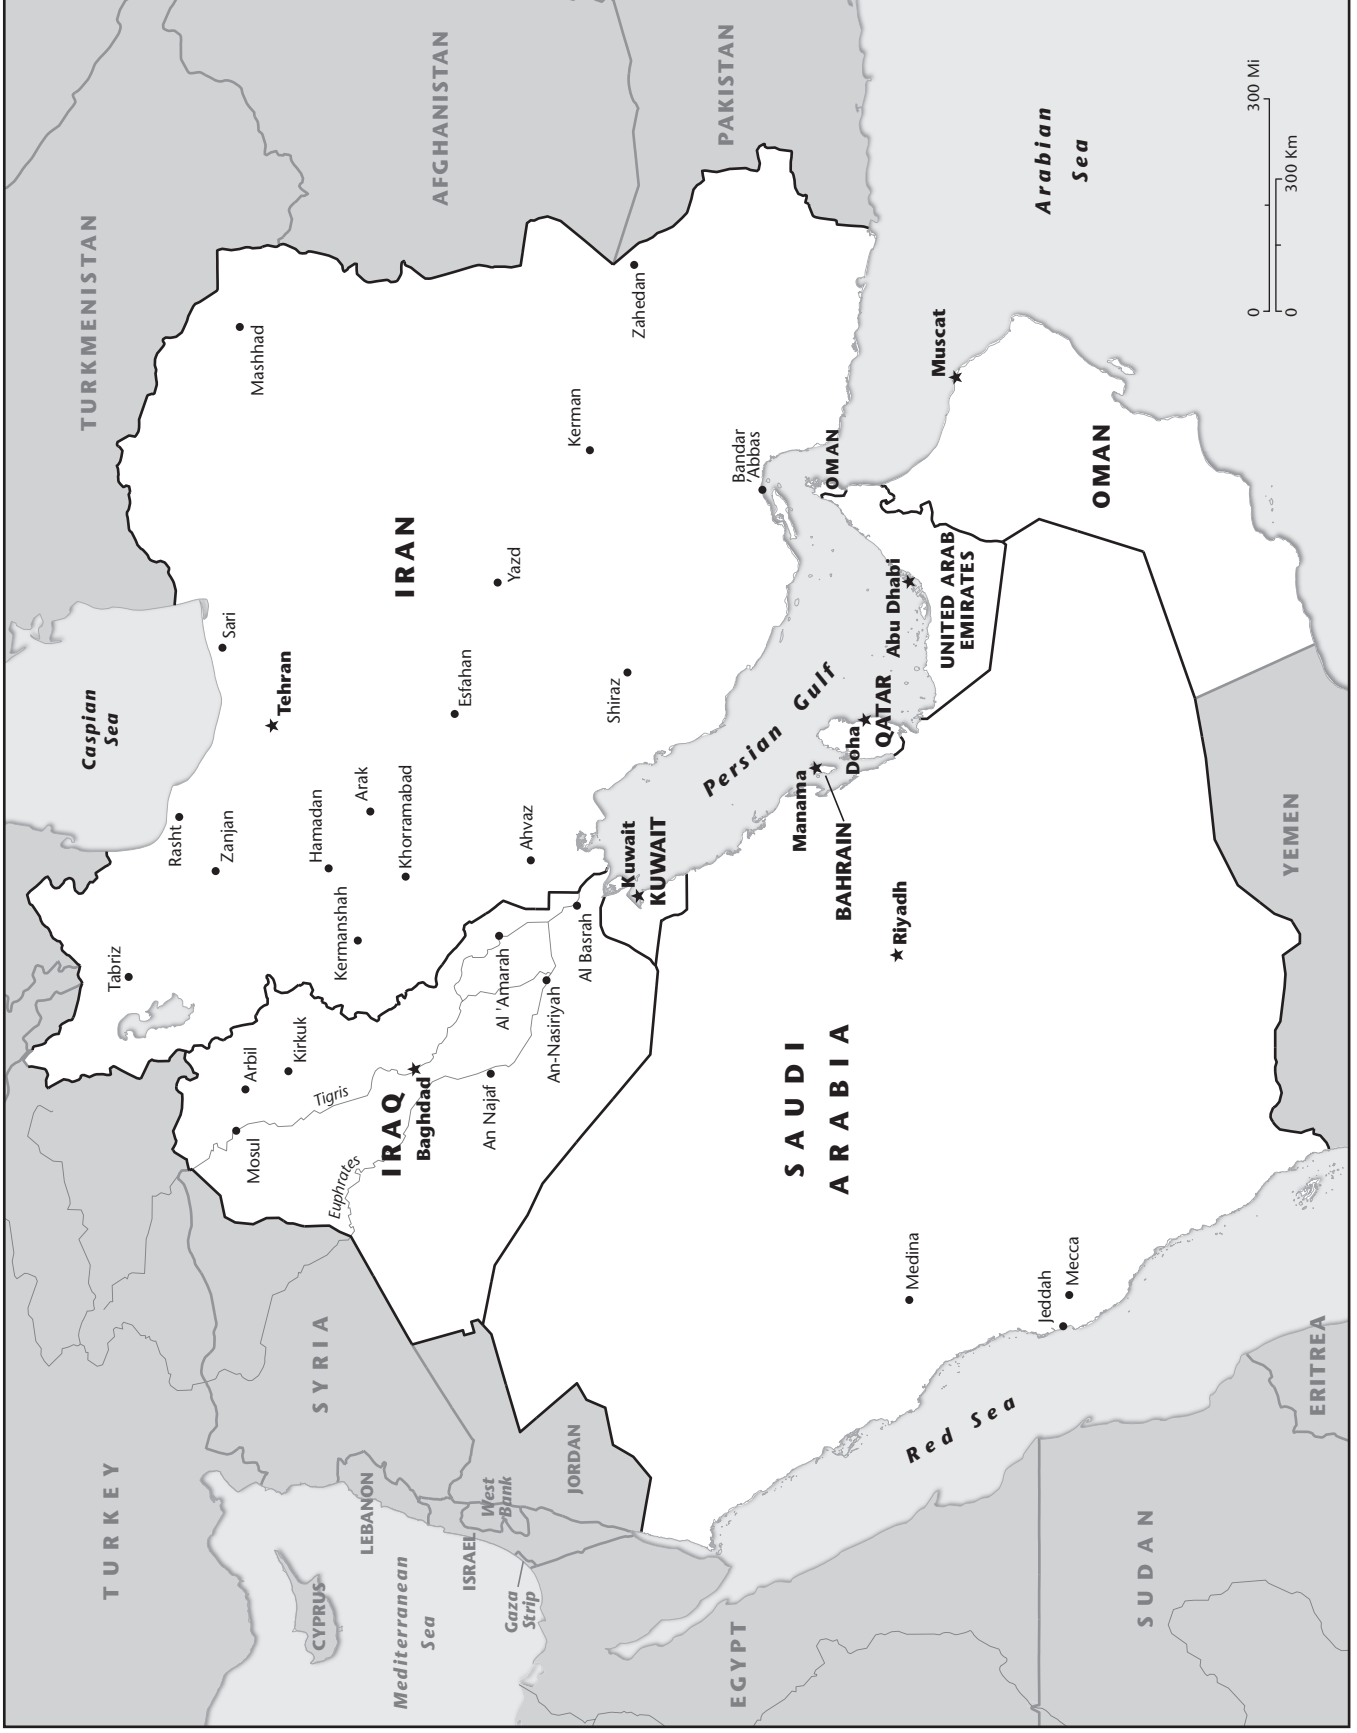 TURKEY
CYPRUS
Mediterranean
Sea
LEBANON
SYRIA
ISRAEL
West
Bank
Gaza
Strip
JORDAN
EGYPT
SUDAN
ERITREA
Red Sea
Caspian
Sea
TURKMENISTAN
AFGHANISTAN
PAKISTAN
IRAN
Tabriz
Rasht
Zanjan
Sari
Tehran
Mashhad
Hamadan
Kermanshah
Arak
Khorramabad
Esfahan
Yazd
Ahvaz
Kerman
Zahedan
Shiraz
Bandar
'Abbas
IRAQ
Mosul
Arbil
Kirkuk
Tigris
Euphrates
Baghdad
An Najaf
Al 'Amarah
An-Nasiriyah
Al Basrah
Kuwait
KUWAIT
Persian Gulf
SAUDI
ARABIA
Medina
Jeddah
Mecca
Riyadh
Manama
BAHRAIN
Doha
QATAR
Abu Dhabi
UNITED ARAB
EMIRATES
OMAN
Muscat
OMAN
YEMEN
Arabian
Sea
0 300 Mi
0 300 Km